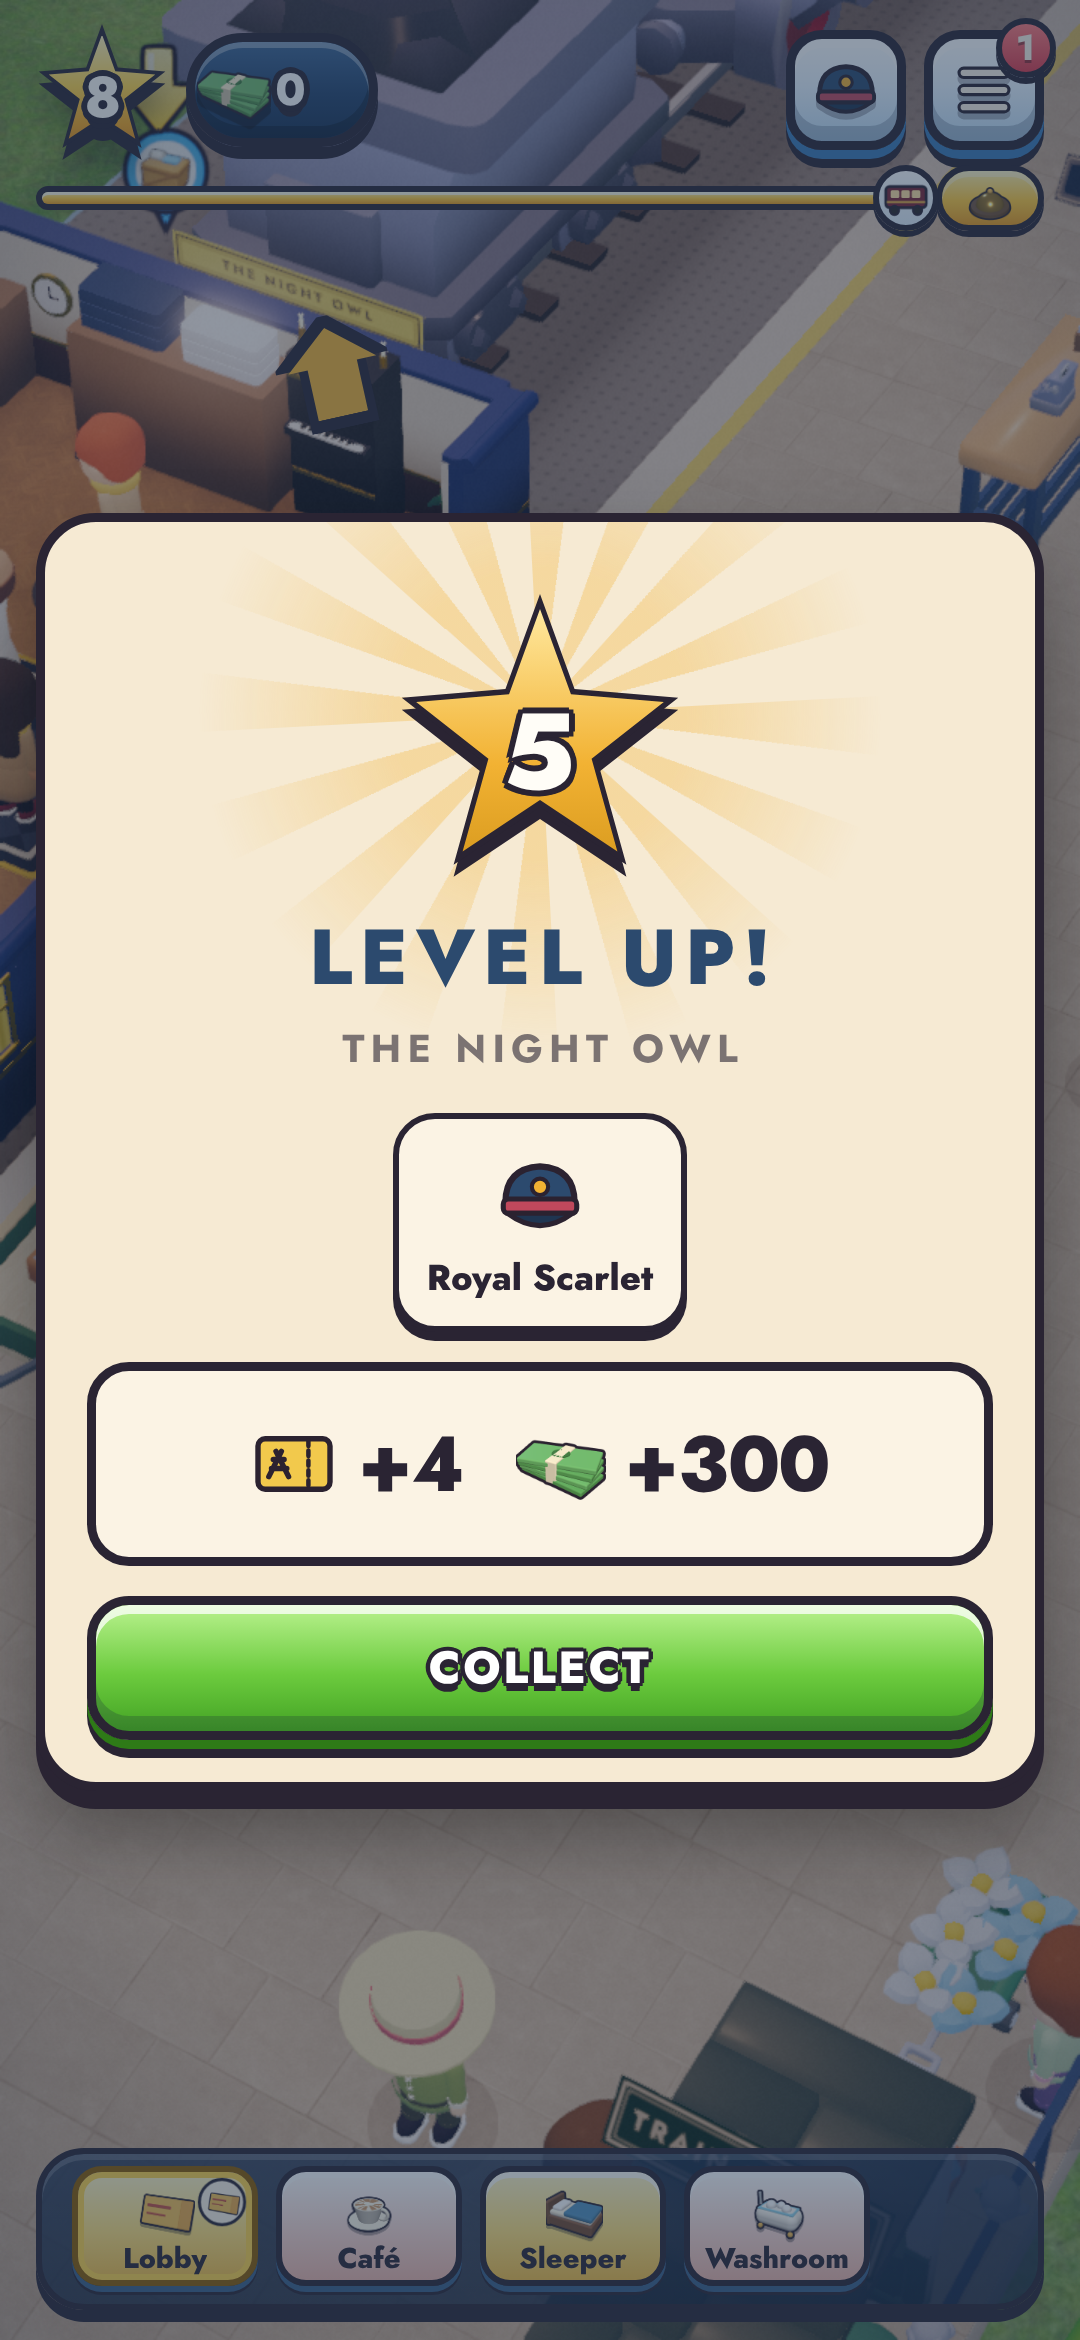 8
0
1
THE NIGHT OWL
5
LEVEL UP!
THE NIGHT OWL
Royal Scarlet
+4 +300
COLLECT
TRAIN
Lobby Café Sleeper Washroom